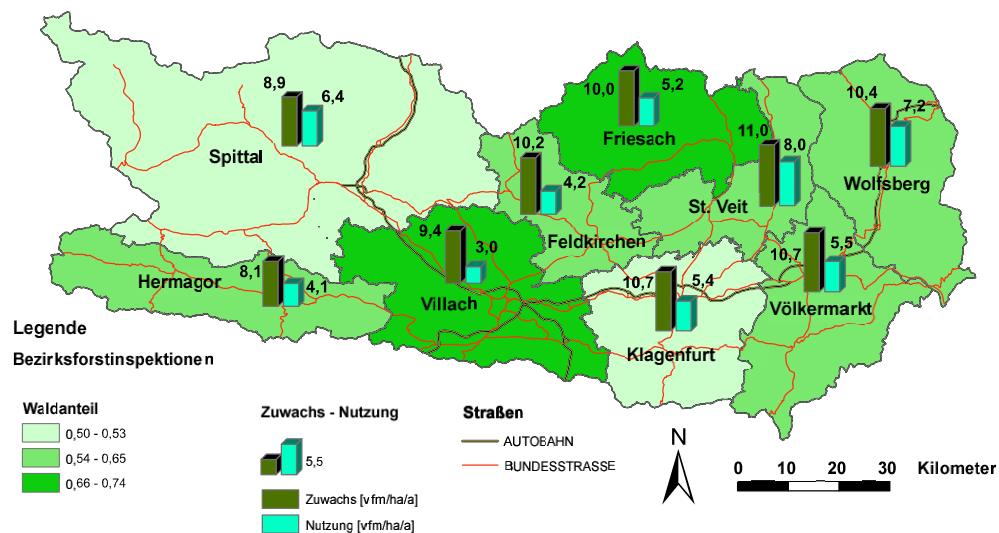 8,9
6,4
Spittal
10,0
5,2
Friesach
10,4
7,2
Wolfsberg
11,0
8,0
St. Veit
10,2
4,2
Feldkirchen
9,4
3,0
Villach
8,1
4,1
Hermagor
10,7
5,4
Klagenfurt
10,7
5,5
Völkermarkt
Legende
Bezirksforstinspektionen
Waldanteil
0,50 - 0,53
0,54 - 0,65
0,66 - 0,74
Zuwachs - Nutzung
5,5
Zuwachs [vfm/ha/a]
Nutzung [vfm/ha/a]
Straßen
AUTOBAHN
BUNDESSTRASSE
N
0 10 20 30 Kilometer